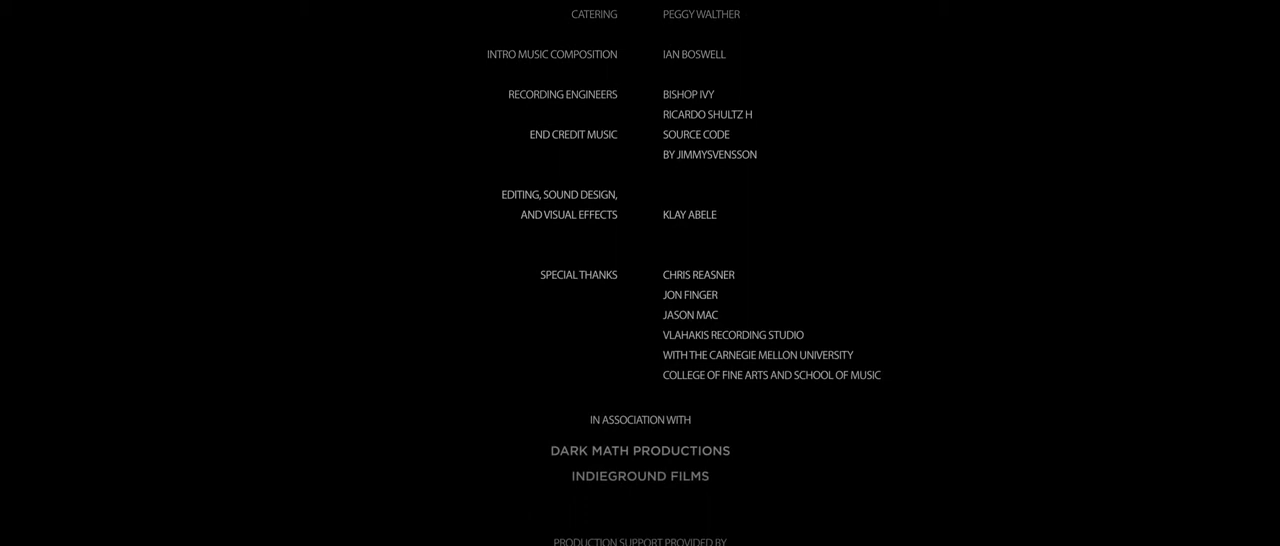 CATERING PEGGY WALTHER
INTRO MUSIC COMPOSITION IAN BOSWELL
RECORDING ENGINEERS BISHOP IVY
RICARDO SHULTZ H
END CREDIT MUSIC SOURCE CODE
BY JIMMYSVENSSON
EDITING, SOUND DESIGN,
AND VISUAL EFFECTS KLAY ABELE
SPECIAL THANKS CHRIS REASNER
JON FINGER
JASON MAC
VLAHAKIS RECORDING STUDIO
WITH THE CARNEGIE MELLON UNIVERSITY
COLLEGE OF FINE ARTS AND SCHOOL OF MUSIC
IN ASSOCIATION WITH
DARK MATH PRODUCTIONS
INDIEGROUND FILMS
PRODUCTION SUPPORT PROVIDED BY